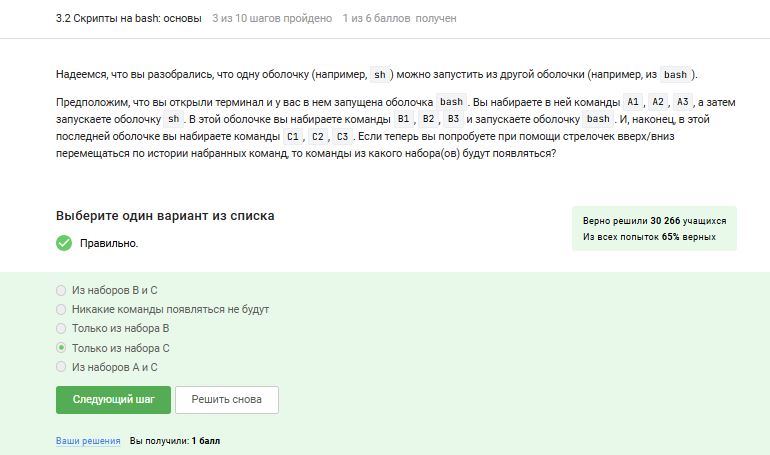 3.2 Скрипты на bash: основы 3 из 10 шагов пройдено 1 из 6 баллов получен
Надеемся, что вы разобрались, что одну оболочку (например, sh ) можно запустить из другой оболочки (например, из bash ).
Предположим, что вы открыли терминал и у вас в нем запущена оболочка bash . Вы набираете в ней команды A1 , A2 , A3 , а затем
запускаете оболочку sh . В этой оболочке вы набираете команды B1 , B2 , B3 и запускаете оболочку bash . И, наконец, в этой
последней оболочке вы набираете команды C1 , C2 , C3 . Если теперь вы попробуете при помощи стрелочек вверх/вниз
перемещаться по истории набранных команд, то команды из какого набора(ов) будут появляться?
Выберите один вариант из списка
Правильно.
Верно решили 30 266 учащихся
Из всех попыток 65% верных
Из наборов B и C
Никакие команды появляться не будут
Только из набора B
Только из набора C
Из наборов A и C
Следующий шаг Решить снова
Ваши решения Вы получили: 1 балл